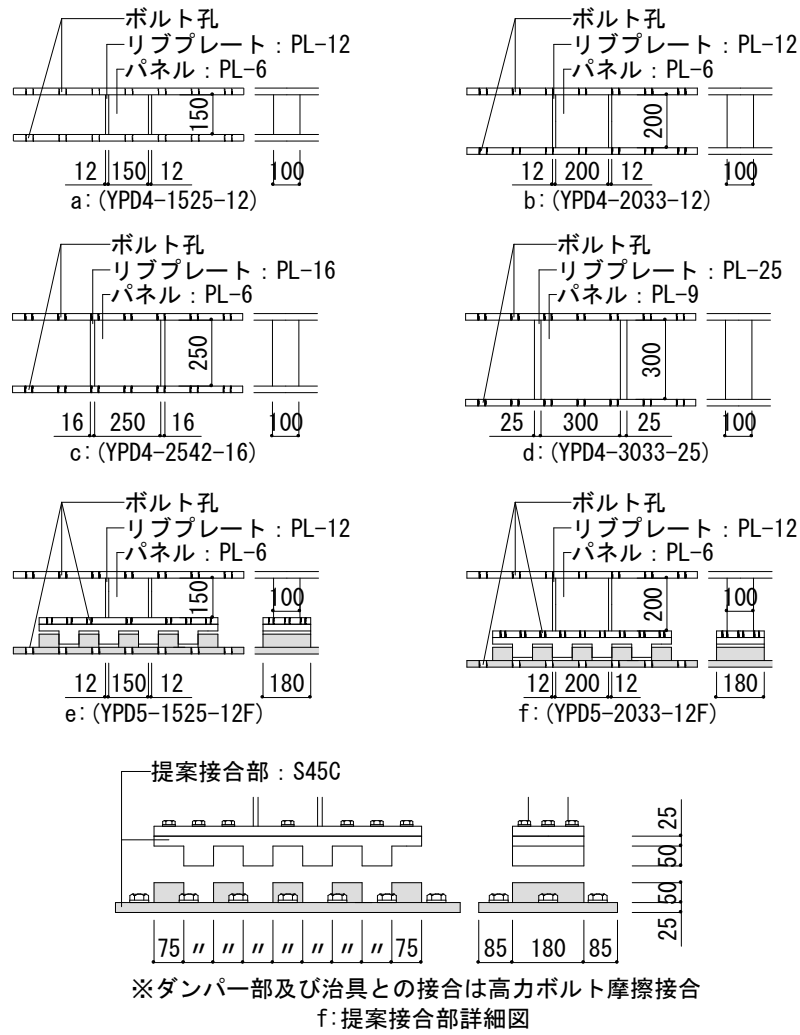 ボルト孔
リブプレート：PL-12
パネル：PL-6
150
12 150 12
100
a:(YPD4-1525-12)
ボルト孔
リブプレート：PL-12
パネル：PL-6
200
12 200 12
100
b:(YPD4-2033-12)
ボルト孔
リブプレート：PL-16
パネル：PL-6
250
16 250 16
100
c:(YPD4-2542-16)
ボルト孔
リブプレート：PL-25
パネル：PL-9
300
25 300 25
100
d:(YPD4-3033-25)
ボルト孔
リブプレート：PL-12
パネル：PL-6
150
100
12 150 12
180
e:(YPD5-1525-12F)
ボルト孔
リブプレート：PL-12
パネル：PL-6
200
100
12 200 12
180
f:(YPD5-2033-12F)
提案接合部：S45C
25
50
50
25
75 〃 〃 〃 〃 〃 〃 〃 75
85 180 85
※ダンパー部及び治具との接合は高力ボルト摩擦接合
f:提案接合部詳細図